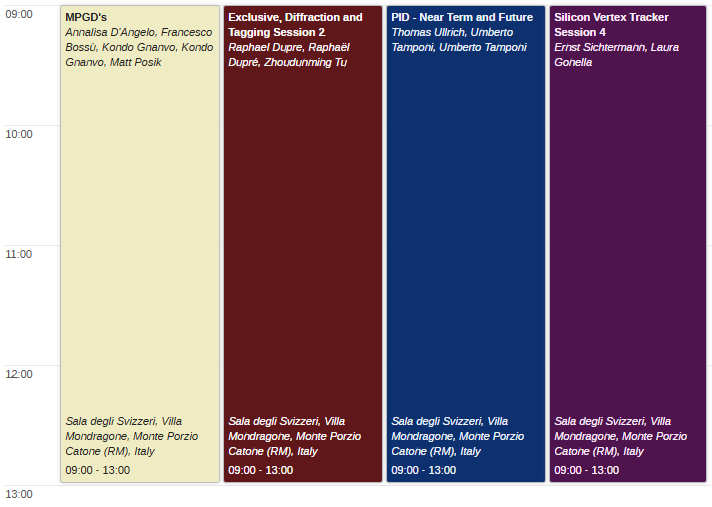 09:00
MPGD's
Annalisa D'Angelo, Francesco
Bossù, Kondo Gnanvo, Kondo
Gnanvo, Matt Posik
Sala degli Svizzeri, Villa
Mondragone, Monte Porzio
Catone (RM), Italy
09:00 - 13:00
Exclusive, Diffraction and
Tagging Session 2
Raphael Dupre, Raphaël
Dupré, Zhoudunming Tu
Sala degli Svizzeri, Villa
Mondragone, Monte Porzio
Catone (RM), Italy
09:00 - 13:00
PID - Near Term and Future
Thomas Ullrich, Umberto
Tamponi, Umberto Tamponi
Sala degli Svizzeri, Villa
Mondragone, Monte Porzio
Catone (RM), Italy
09:00 - 13:00
Silicon Vertex Tracker
Session 4
Ernst Sichtermann, Laura
Gonella
Sala degli Svizzeri, Villa
Mondragone, Monte Porzio
Catone (RM), Italy
09:00 - 13:00
10:00
11:00
12:00
13:00